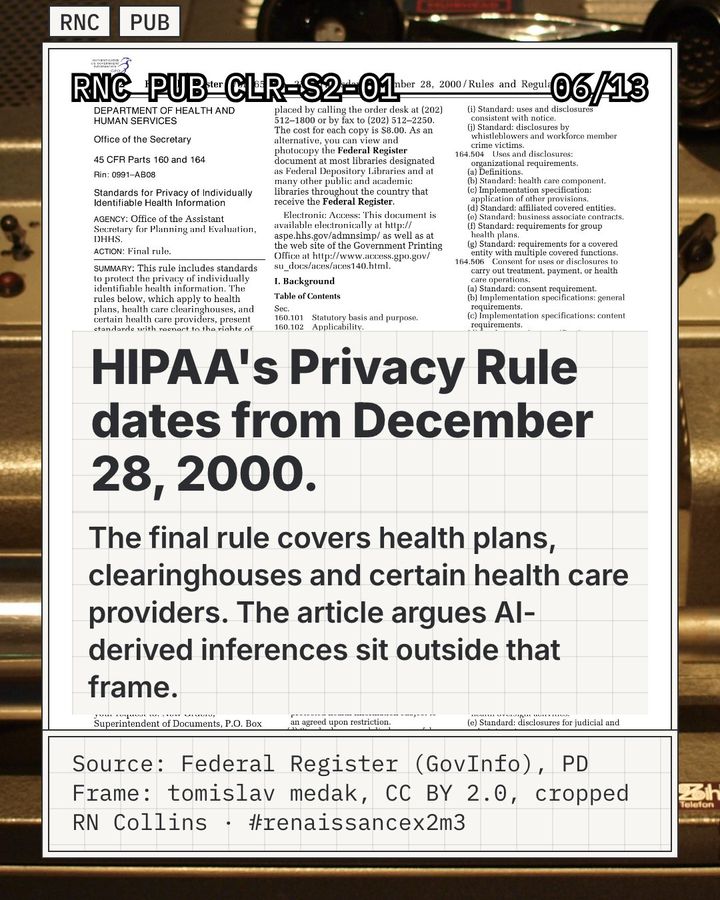 RNC PUB
RNC PUB CLR-S2-01 06/13
28, 2000/Rules and
DEPARTMENT OF HEALTH AND
HUMAN SERVICES
Office of the Secretary
45 CFR Parts 160 and 164
Rin: 0991–AB08
Standards for Privacy of Individually
Identifiable Health Information
AGENCY: Office of the Assistant
Secretary for Planning and Evaluation,
DHHS.
ACTION: Final rule.
SUMMARY: This rule includes standards
to protect the privacy of individually
identifiable health information. The
rules below, which apply to health
plans, health care clearinghouses, and
certain health care providers, present
standards with respect to the rights of
placed by calling the order desk at (202)
512–1800 or by fax to (202) 512–2250.
The cost for each copy is $8.00. As an
alternative, you can view and
photocopy the Federal Register
document at most libraries designated
as Federal Depository Libraries and at
many other public and academic
libraries throughout the country that
receive the Federal Register.
Electronic Access: This document is
available electronically at http://
aspe.hhs.gov/admnsimp/ as well as at
the web site of the Government Printing
Office at http://www.access.gpo.gov/
su_docs/aces/aces140.html.
I. Background
Table of Contents
Sec.
160.101 Statutory basis and purpose.
160.102 Applicability.
(i) Standard: uses and disclosures
consistent with notice.
(j) Standard: disclosures by
whistleblowers and workforce member
crime victims.
164.504 Uses and disclosures:
organizational requirements.
(a) Definitions.
(b) Standard: health care component.
(c) Implementation specification:
application of other provisions.
(d) Standard: affiliated covered entities.
(e) Standard: business associate contracts.
(f) Standard: requirements for group
health plans.
(g) Standard: requirements for a covered
entity with multiple covered functions.
164.506 Consent for uses or disclosures to
carry out treatment, payment, or health
care operations.
(a) Standard: consent requirement.
(b) Implementation specifications: general
requirements.
(c) Implementation specifications: content
requirements.
HIPAA's Privacy Rule
dates from December
28, 2000.
The final rule covers health plans,
clearinghouses and certain health care
providers. The article argues AI-
derived inferences sit outside that
frame.
Superintendent of Documents, P.O. Box
an agreed upon restriction.
(e) Standard: disclosures for judicial and
Source: Federal Register (GovInfo), PD
Frame: tomislav medak, CC BY 2.0, cropped
RN Collins · #renaissancex2m3
Telefon